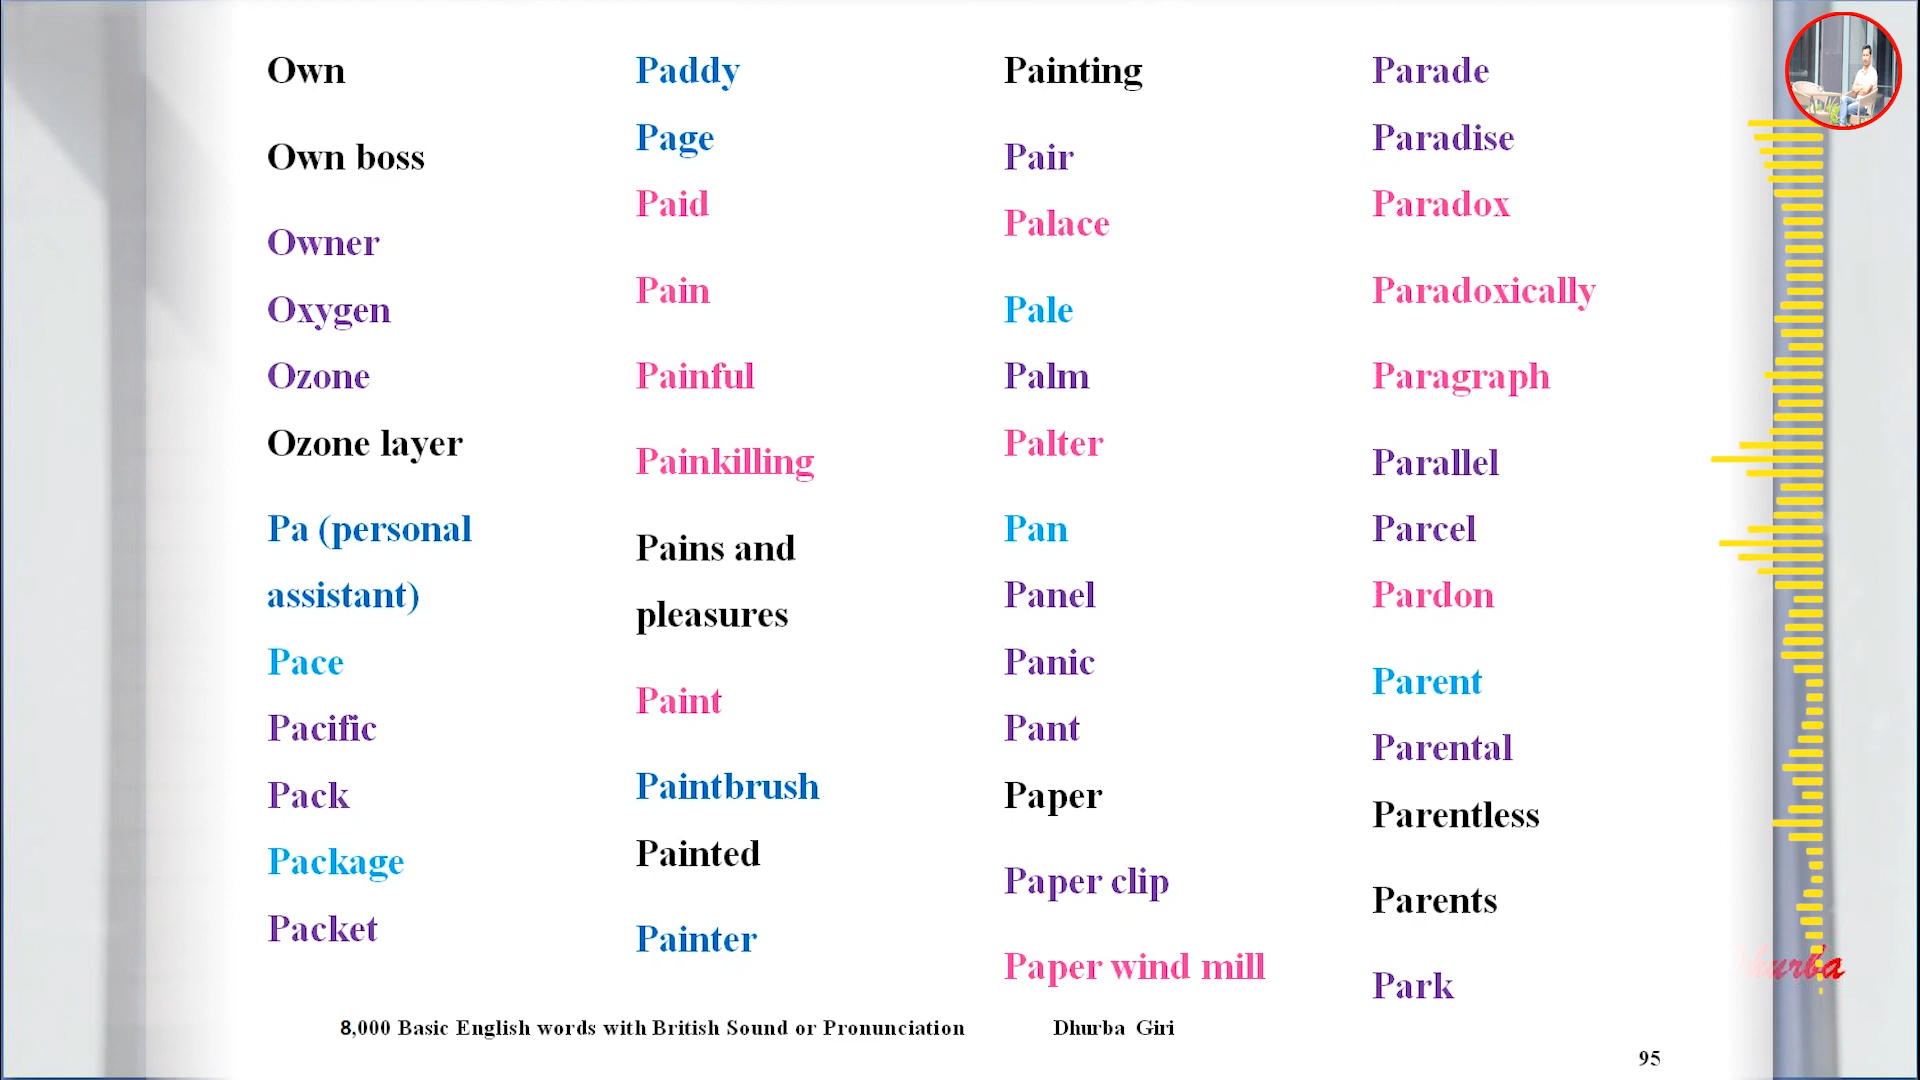 Own
Own boss
Owner
Oxygen
Ozone
Ozone layer
Pa (personal
assistant)
Pace
Pacific
Pack
Package
Packet
Paddy
Page
Paid
Pain
Painful
Painkilling
Pains and
pleasures
Paint
Paintbrush
Painted
Painter
Painting
Pair
Palace
Pale
Palm
Palter
Pan
Panel
Panic
Pant
Paper
Paper clip
Paper wind mill
Parade
Paradise
Paradox
Paradoxically
Paragraph
Parallel
Parcel
Pardon
Parent
Parental
Parentless
Parents
Park
8,000 Basic English words with British Sound or Pronunciation Dhurba Giri
95